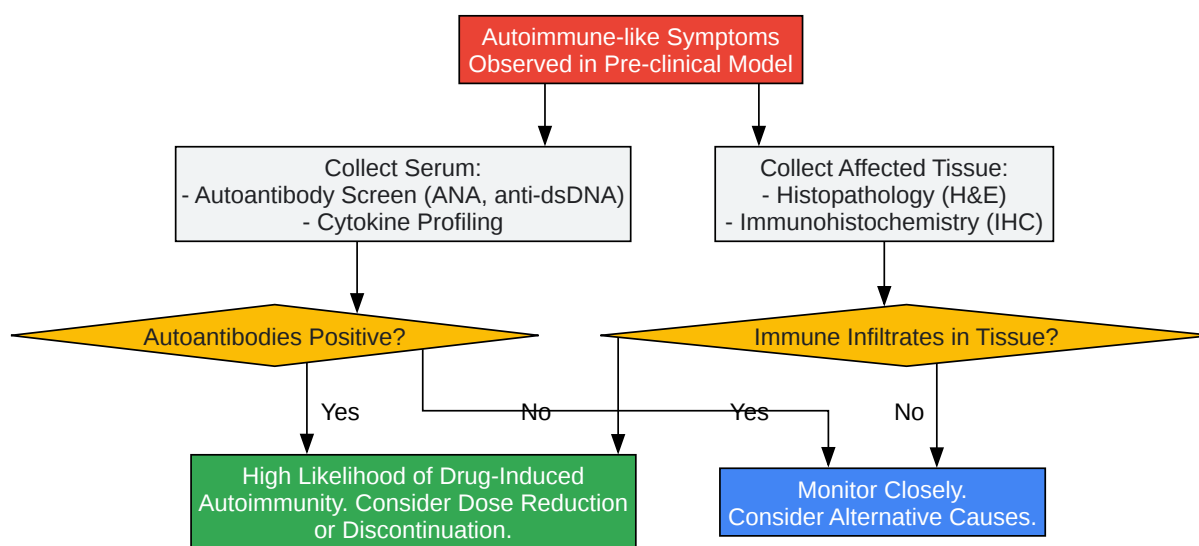 Autoimmune-like Symptoms
Observed in Pre-clinical Model
Collect Serum:
- Autoantibody Screen (ANA, anti-dsDNA)
- Cytokine Profiling
Collect Affected Tissue:
- Histopathology (H&E)
- Immunohistochemistry (IHC)
Autoantibodies Positive?
Immune Infiltrates in Tissue?
Yes
No
Yes
No
High Likelihood of Drug-Induced
Autoimmunity. Consider Dose Reduction
or Discontinuation.
Monitor Closely.
Consider Alternative Causes.